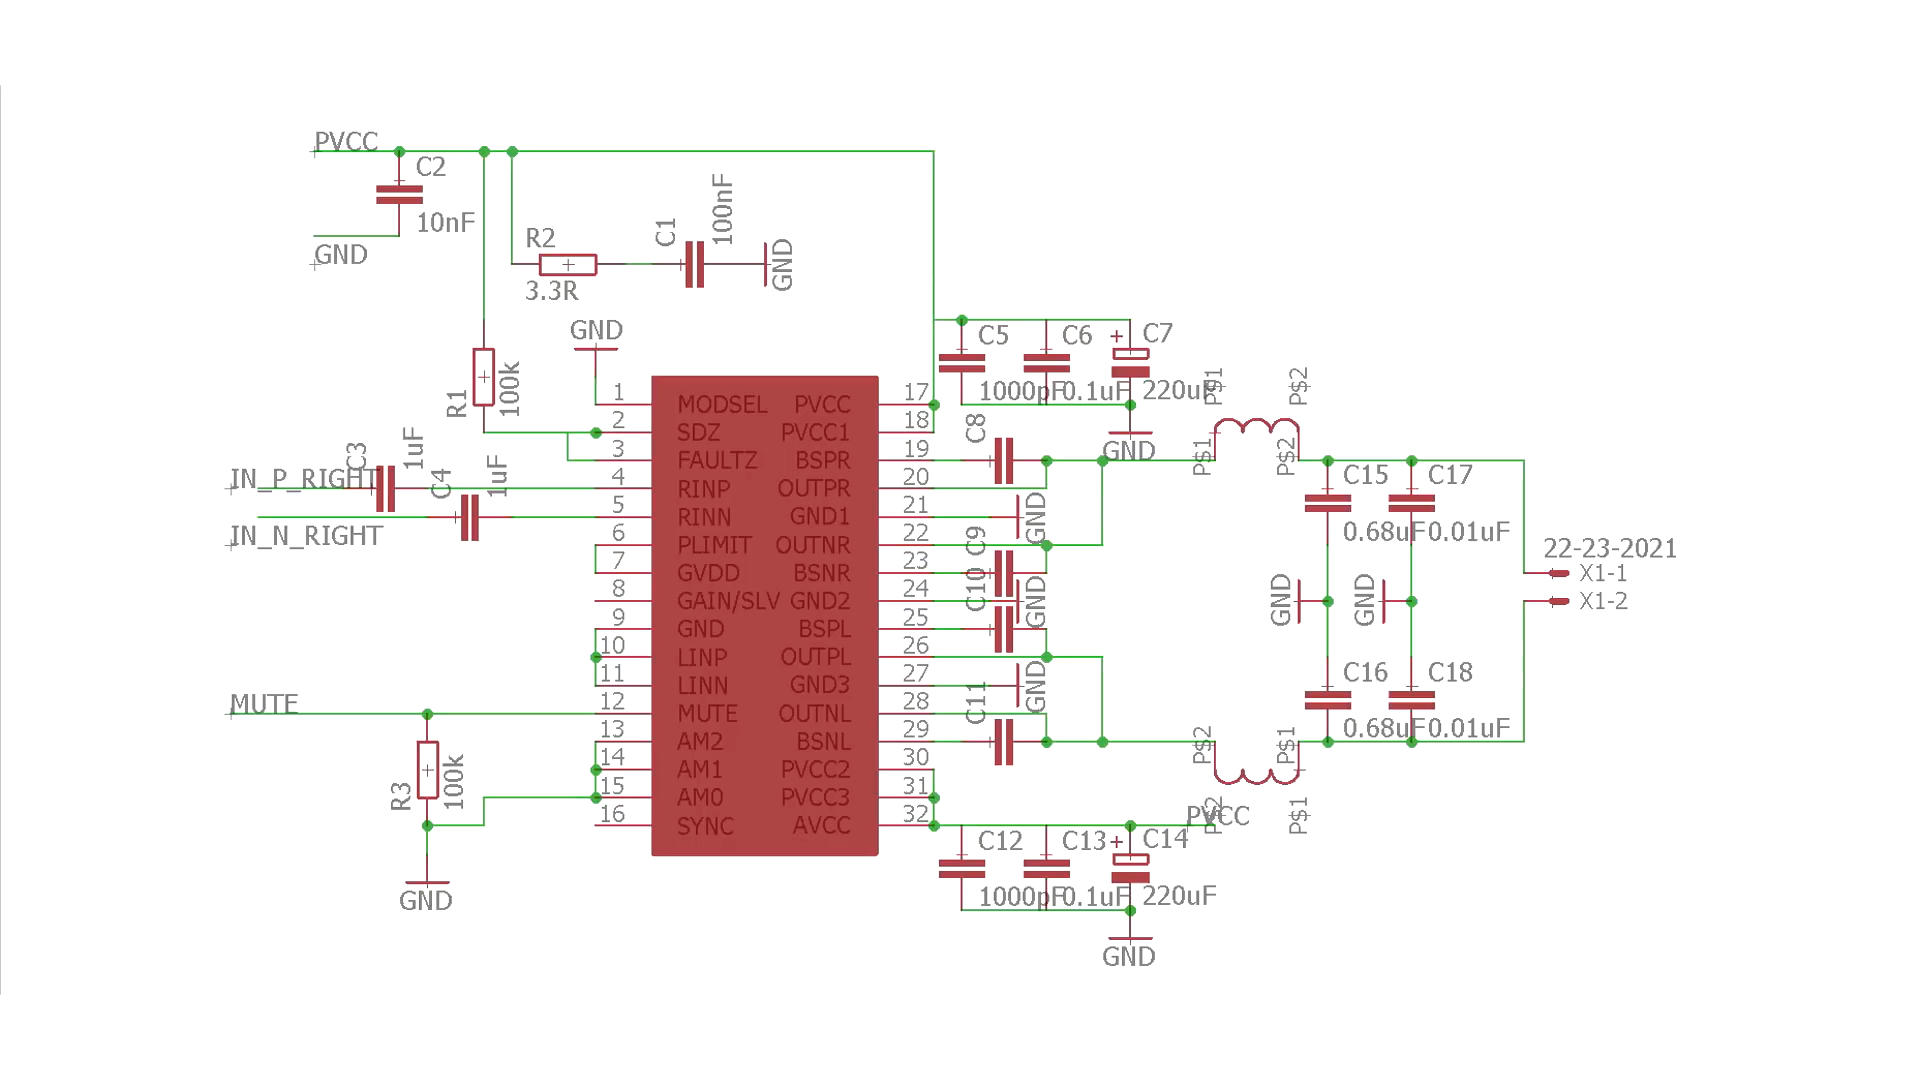 PVCC
C2
10nF
GND
R2
3.3R
C1
100nF
GND
GND
R1
100k
C3
1uF
C4
1uF
IN_P_RIGHT
IN_N_RIGHT
MUTE
R3
100k
GND
1 MODSEL PVCC 17
2 SDZ PVCC1 18
3 FAULTZ BSPR 19
4 RINP OUTPR 20
5 RINN GND1 21
6 PLIMIT OUTNR 22
7 GVDD BSNR 23
8 GAIN/SLV GND2 24
9 GND BSPL 25
10 LINP OUTPL 26
11 LINN GND3 27
12 MUTE OUTNL 28
13 AM2 BSNL 29
14 AM1 PVCC2 30
15 AM0 PVCC3 31
16 SYNC AVCC 32
C5
1000pF
C6
0.1uF
+
C7
220uF
GND
C8
GND
C9
C10
GND
GND
C11
P$1
P$2
P$1
P$2
C15
0.68uF
C17
0.01uF
GND
GND
22-23-2021
X1-1
X1-2
C16
0.68uF
C18
0.01uF
P$2
P$1
P$2
P$1
PVCC
C12
1000pF
C13
0.1uF
+
C14
220uF
GND